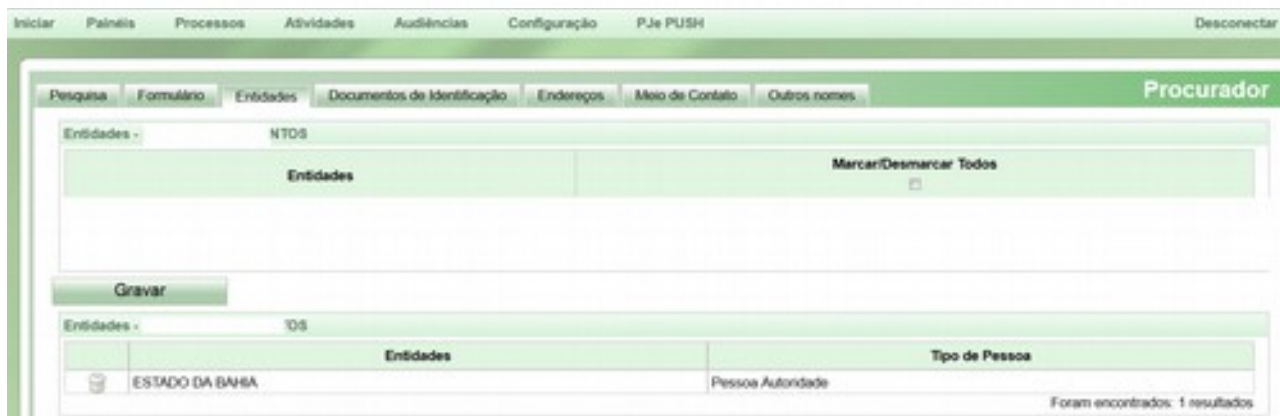 Iniciar Painéis Processos Atividades Audiências Configuração PJe PUSH Desconectar
Pesquisa Formulário Entidades Documentos de Identificação Endereços Meio de Contato Outros nomes Procurador
Entidades - NTOS
Entidades Marcar/Desmarcar Todos
Gravar
Entidades - OS
Entidades Tipo de Pessoa
ESTADO DA BAHIA Pessoa Autoridade
Foram encontrados: 1 resultados